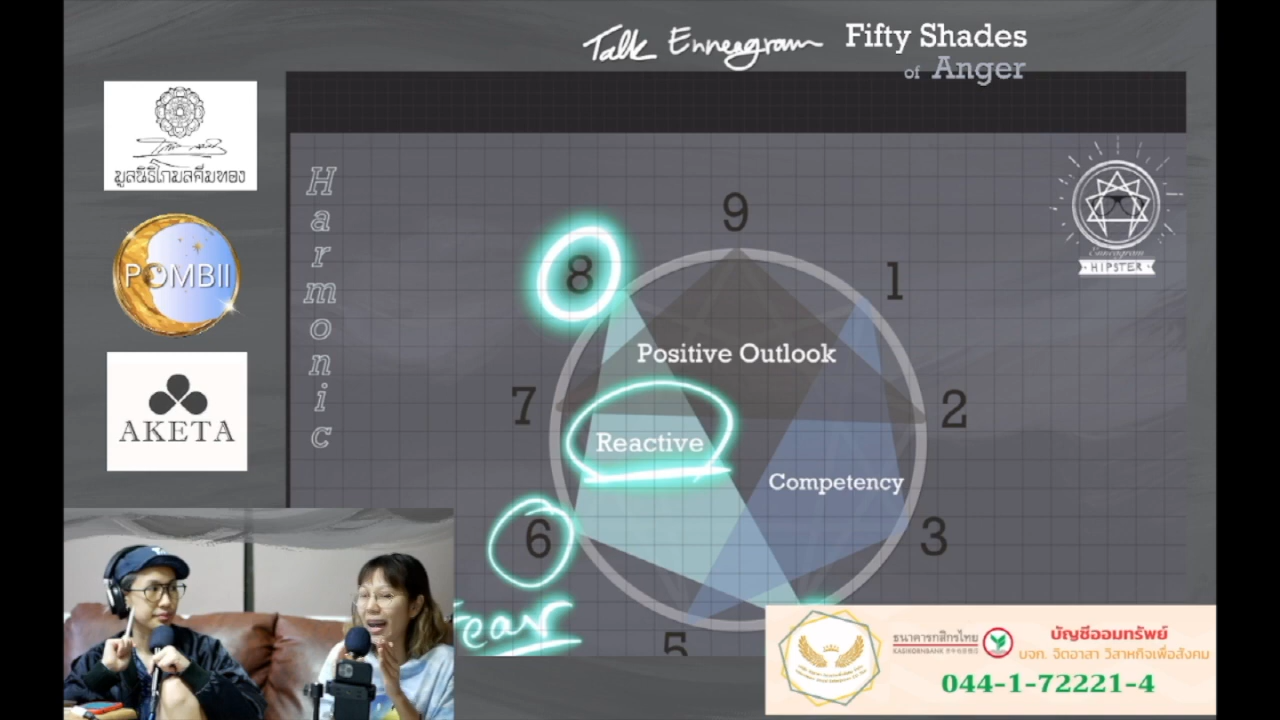 Talk Enneagram Fifty Shades
of Anger
มูลนิธิโกมลคีมทอง
POMBII
AKETA
Harmonic
Enneagram
HIPSTER
9
8
1
Positive Outlook
7
2
Reactive
Competency
6
3
Fear
5
ธนาคารกสิกรไทย
KASIKORNBANK 开泰银行
บัญชีออมทรัพย์
บจก. จิตอาสา วิสาหกิจเพื่อสังคม
044-1-72221-4